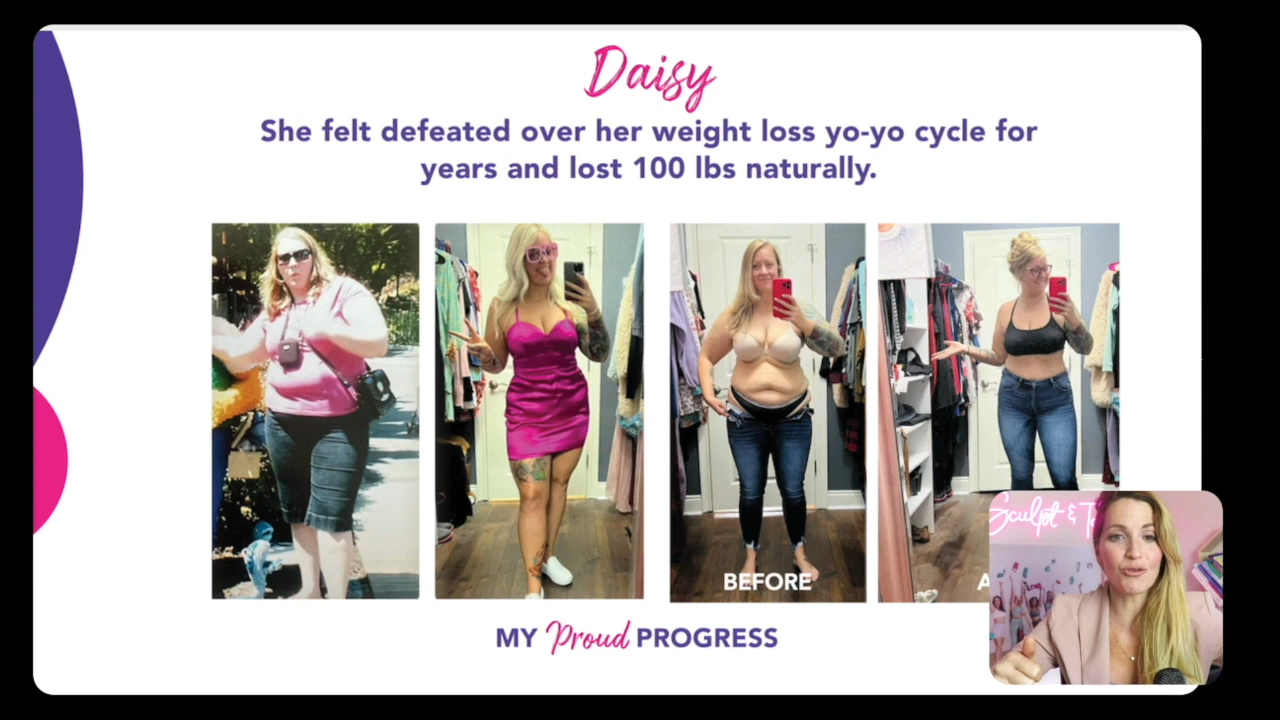 Daisy
She felt defeated over her weight loss yo-yo cycle for
years and lost 100 lbs naturally.
BEFORE
MY Proud PROGRESS
Sculpt &